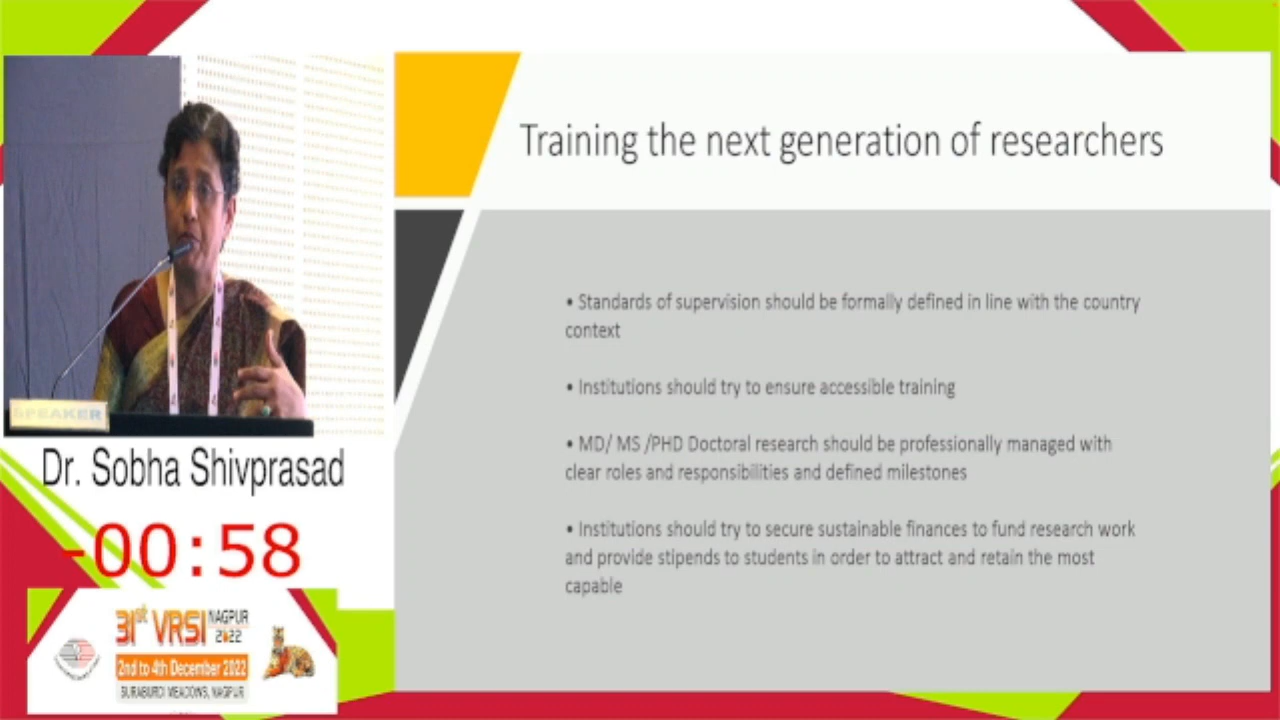 Training the next generation of researchers
• Standards of supervision should be formally defined in line with the country
context
• Institutions should try to ensure accessible training
• MD/ MS /PHD Doctoral research should be professionally managed with
clear roles and responsibilities and defined milestones
• Institutions should try to secure sustainable finances to fund research work
and provide stipends to students in order to attract and retain the most
capable
SPEAKER
Dr. Sobha Shivprasad
-00:58
31st VRSI NAGPUR
2022
2nd to 4th December 2022
SURABURDI MEADOWS, NAGPUR